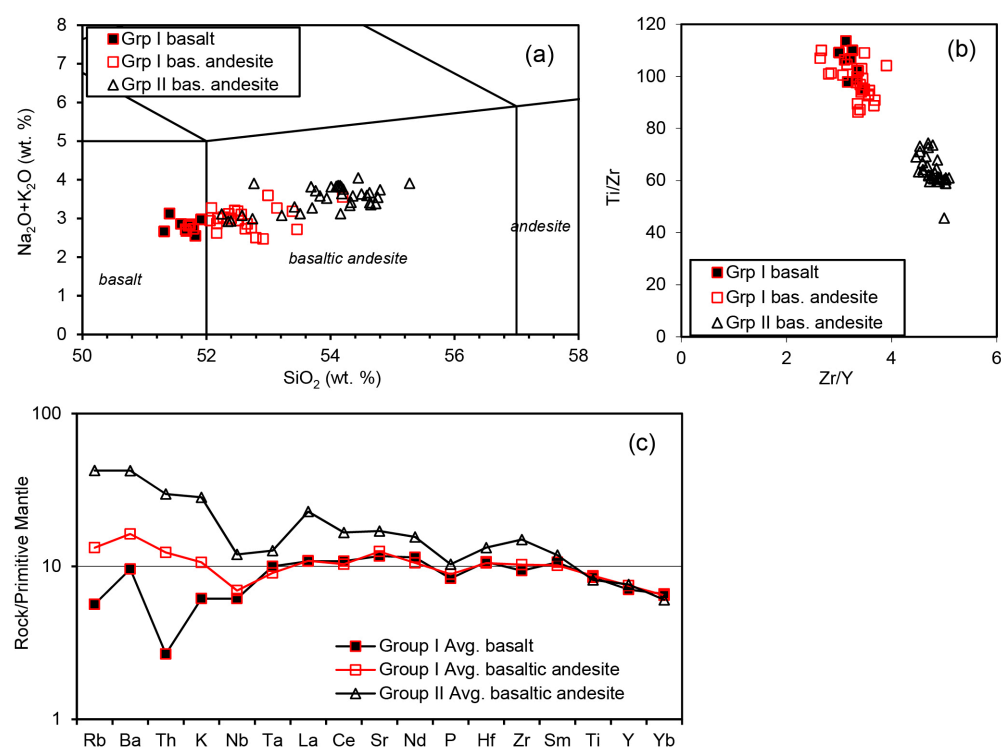 8
7
6
5
4
3
2
1
0
Na₂O+K₂O (wt. %)
Grp I basalt
Grp I bas. andesite
Grp II bas. andesite
(a)
basalt
basaltic andesite
andesite
50
52
54
56
58
SiO₂ (wt. %)
120
100
80
60
40
20
0
Ti/Zr
(b)
Grp I basalt
Grp I bas. andesite
Grp II bas. andesite
0
2
4
6
Zr/Y
100
10
1
Rock/Primitive Mantle
(c)
Group I Avg. basalt
Group I Avg. basaltic andesite
Group II Avg. basaltic andesite
Rb Ba Th K Nb Ta La Ce Sr Nd P Hf Zr Sm Ti Y Yb